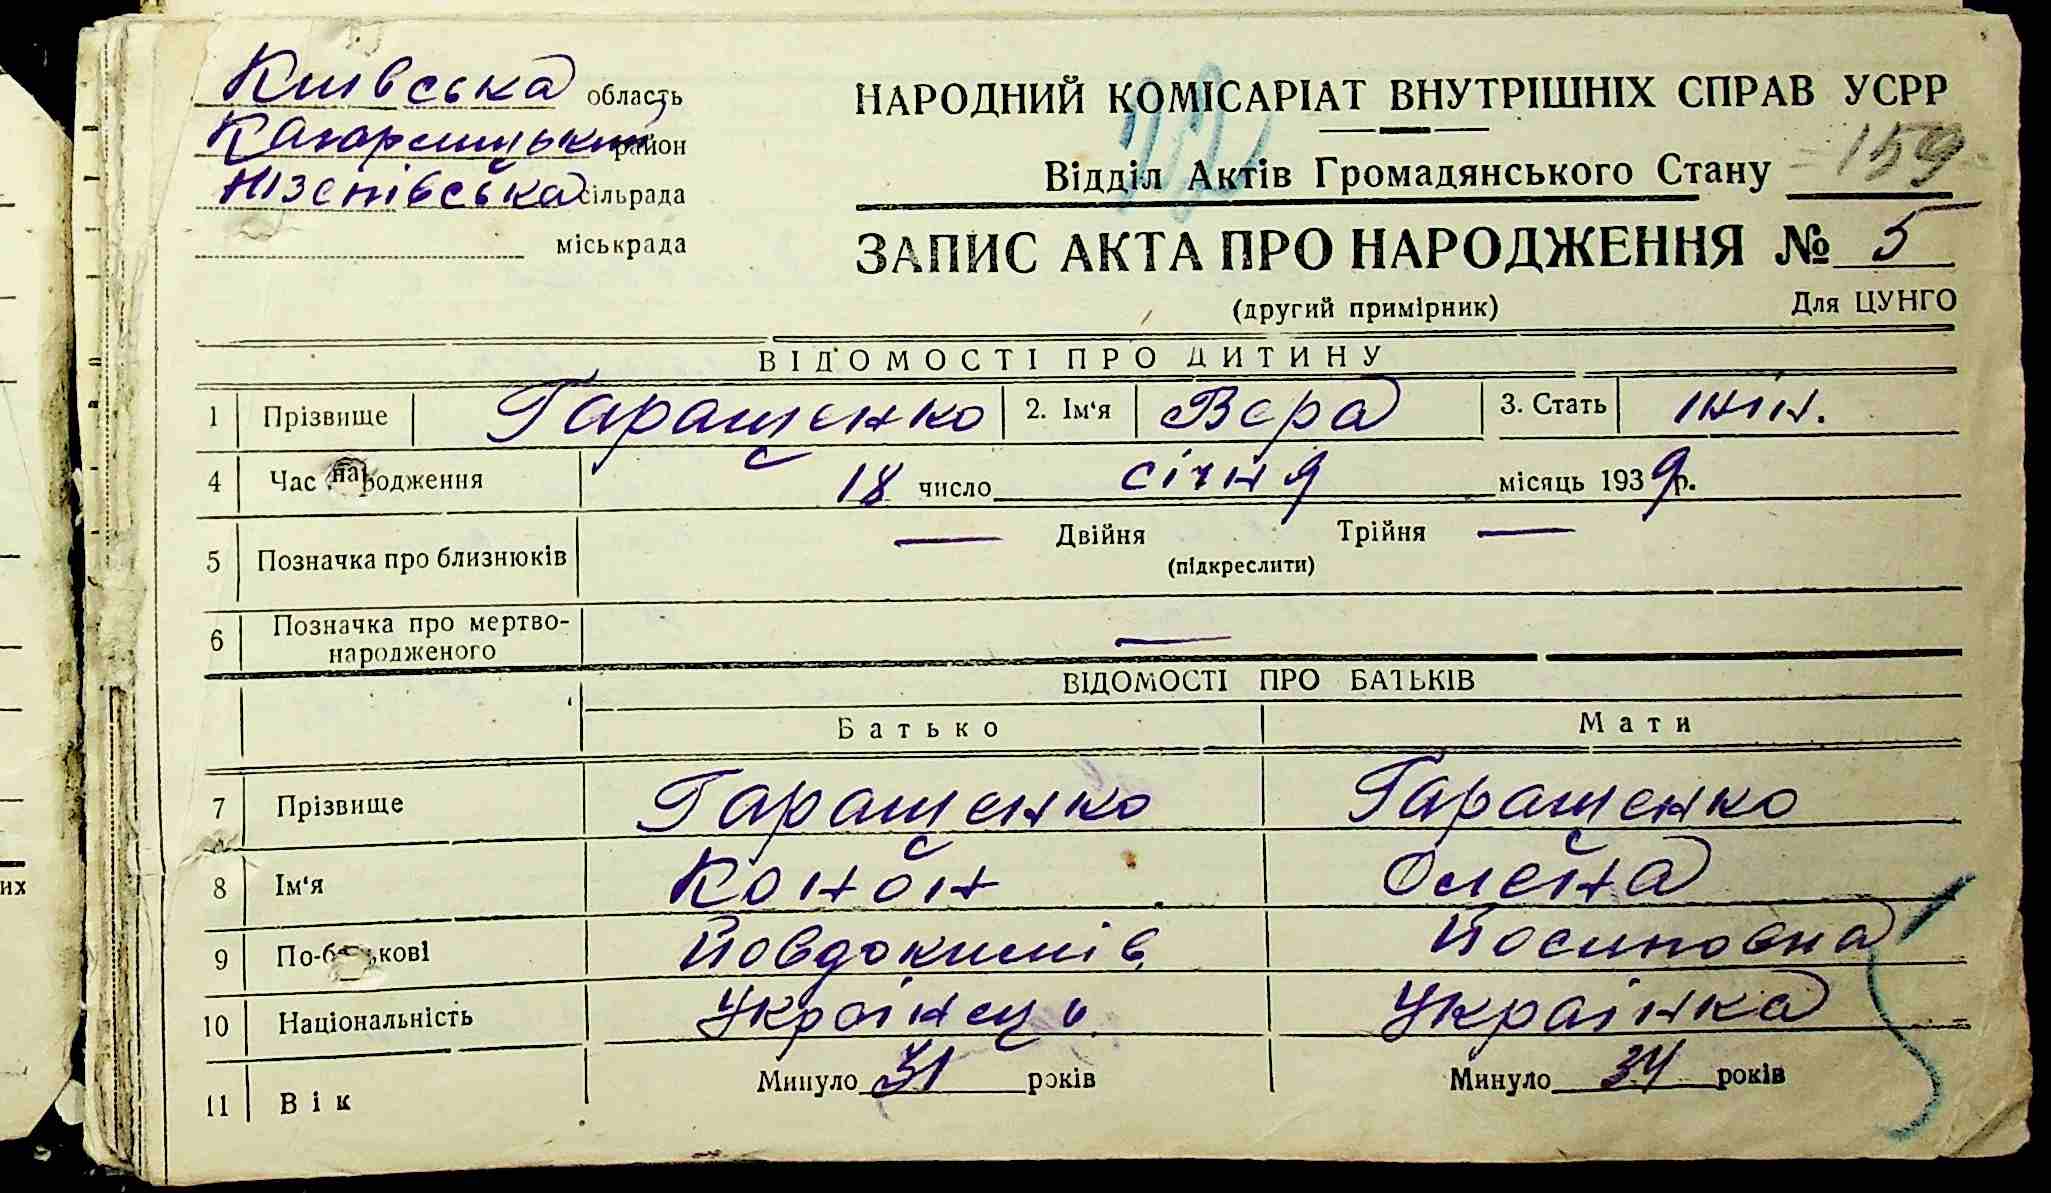 Київська область
Кагарлицький район
сільрада
міськрада
НАРОДНИЙ КОМІСАРІАТ ВНУТРІШНІХ СПРАВ УСРР
Відділ Актів Громадянського Стану 159
ЗАПИС АКТА ПРО НАРОДЖЕННЯ № 5
(другий примірник) Для ЦУНГО
ВІДОМОСТІ ПРО ДИТИНУ
1 Прізвище Гаращенко 2. Ім'я Вера 3. Стать жін.
4 Час народження 18 число січня місяць 1939р.
5 Позначка про близнюків — Двійня Трійня —
(підкреслити)
6 Позначка про мертво-
народженого —
ВІДОМОСТІ ПРО БАТЬКІВ
Батько Мати
7 Прізвище Гаращенко Гаращенко
8 Ім'я Конон Олена
9 По-батькові Йовдокимів Йосиповна
10 Національність Українець Українка
11 Вік Минуло 31 років Минуло 34 років
их